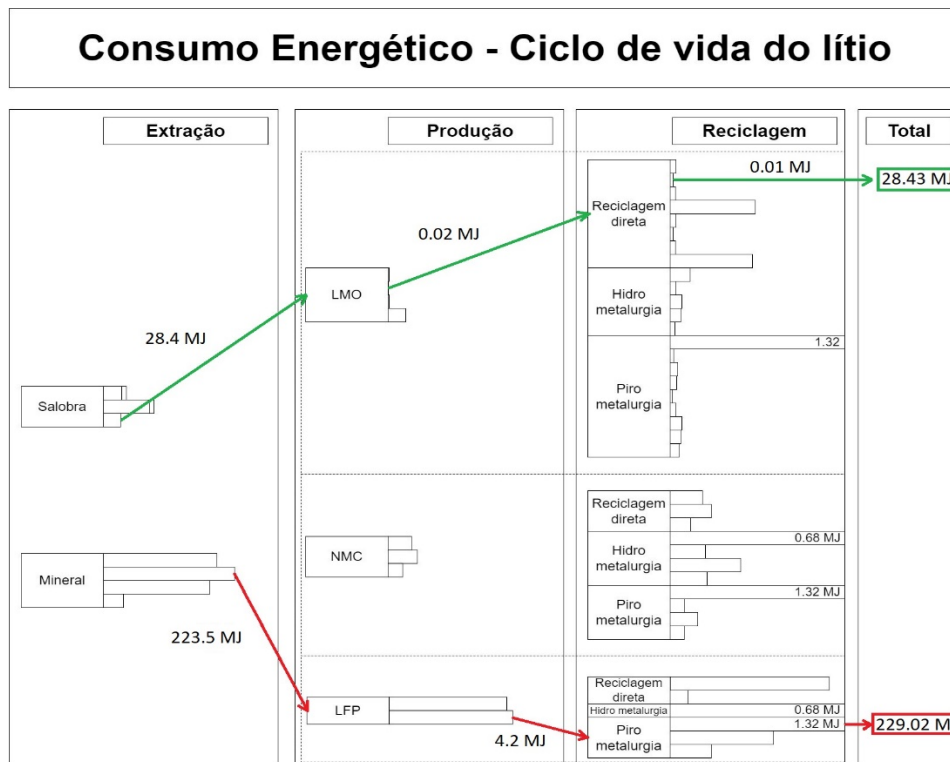 Consumo Energético - Ciclo de vida do lítio
Extração
Produção
Reciclagem
Total
0.01 MJ
28.43 MJ
Reciclagem
direta
0.02 MJ
LMO
Hidro
metalurgia
28.4 MJ
1.32
Piro
metalurgia
Salobra
Reciclagem
direta
0.68 MJ
NMC
Hidro
metalurgia
Mineral
1.32 MJ
Piro
metalurgia
223.5 MJ
Reciclagem
direta
LFP
Hidro metalurgia
0.68 MJ
1.32 MJ
Piro
metalurgia
4.2 MJ
229.02 M